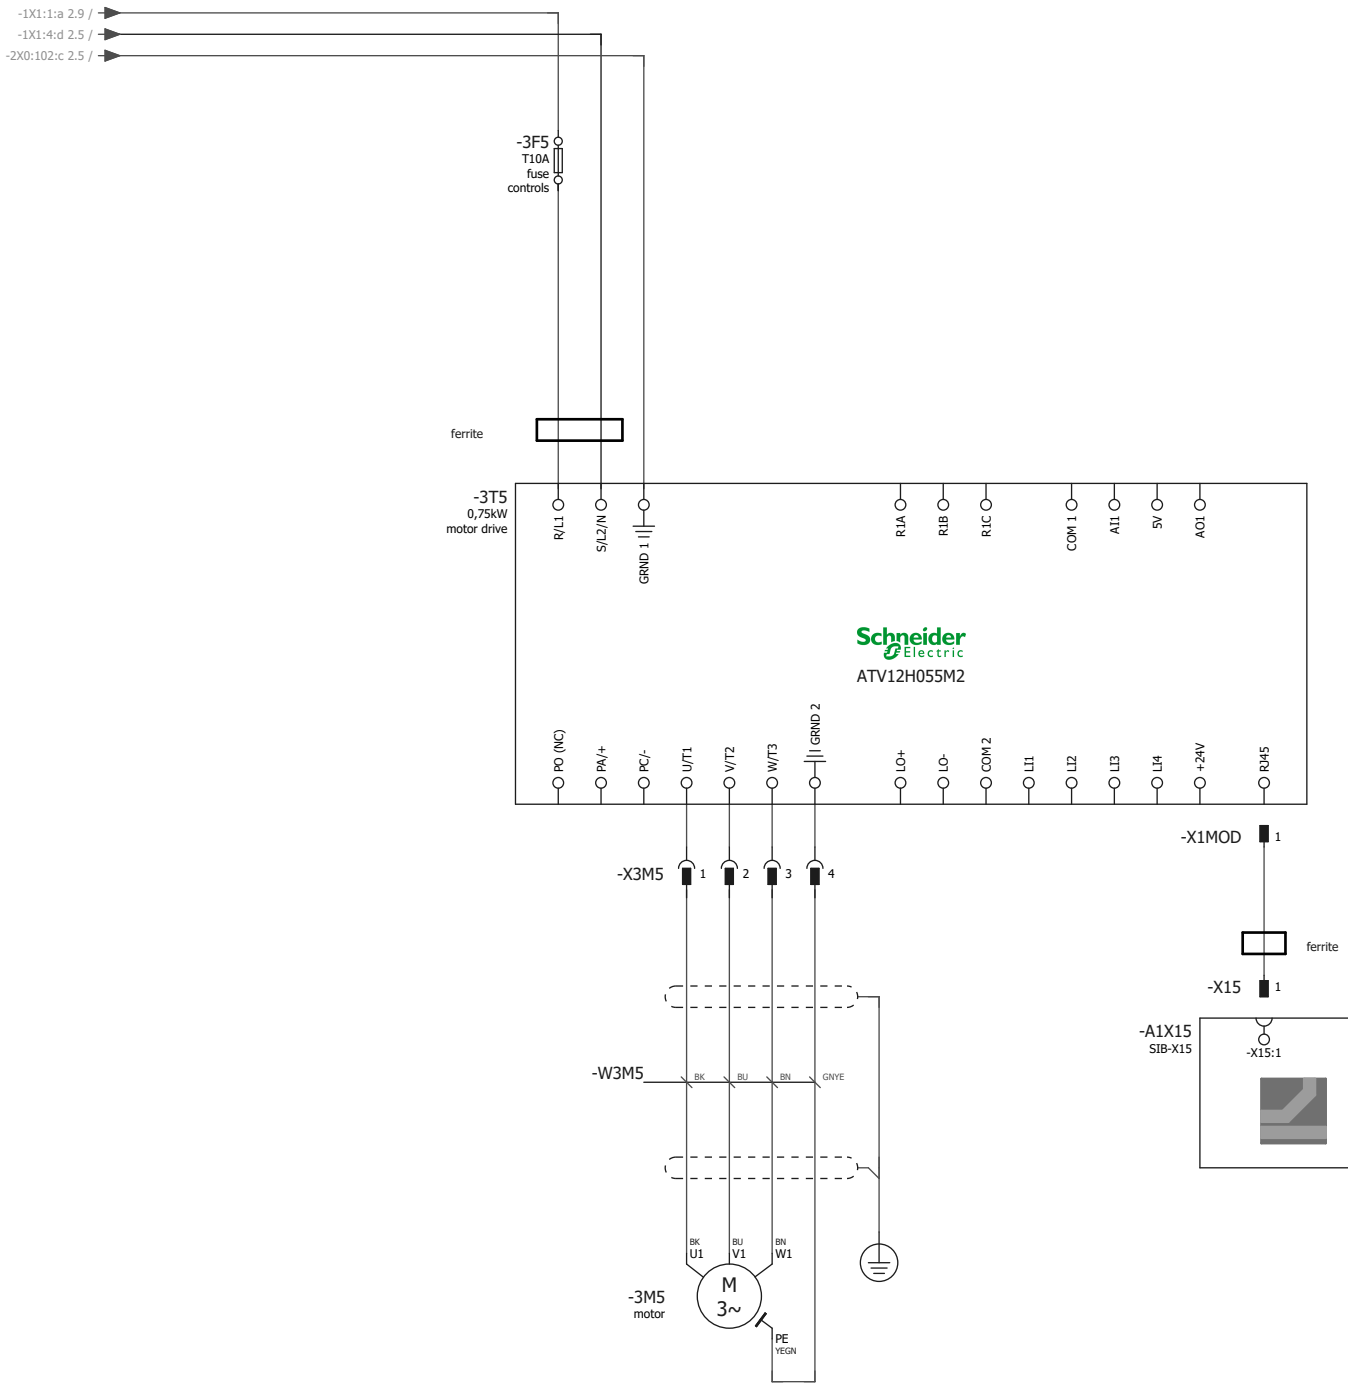 -1X1:1:a 2.9 /
-1X1:4:d 2.5 /
-2X0:102:c 2.5 /
-3F5
T10A
fuse
controls
ferrite
-3T5
0,75kW
motor drive
R/L1
S/L2/N
GRND 1
R1A
R1B
R1C
COM 1
AI1
5V
AO1
Schneider
Electric
ATV12H055M2
PO (NC)
PA/+
PC/-
U/T1
V/T2
W/T3
GRND 2
LO+
LO-
COM 2
LI1
LI2
LI3
LI4
+24V
RJ45
-X1MOD 1
-X3M5 1 2 3 4
ferrite
-X15 1
-A1X15
SIB-X15
-X15:1
-W3M5 BK BU BN GNYE
BK BU BN
U1 V1 W1
M
3~
-3M5
motor
PE
YEGN